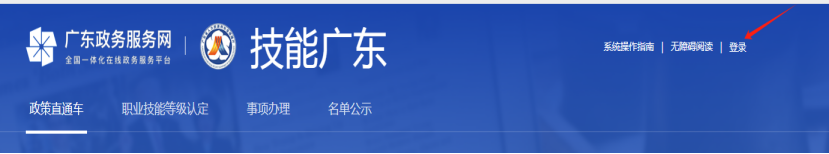 广东政务服务网
全国一体化在线政务服务平台
技能广东
系统操作指南 | 无障碍阅读 | 登录
政策直通车 职业技能等级认定 事项办理 名单公示